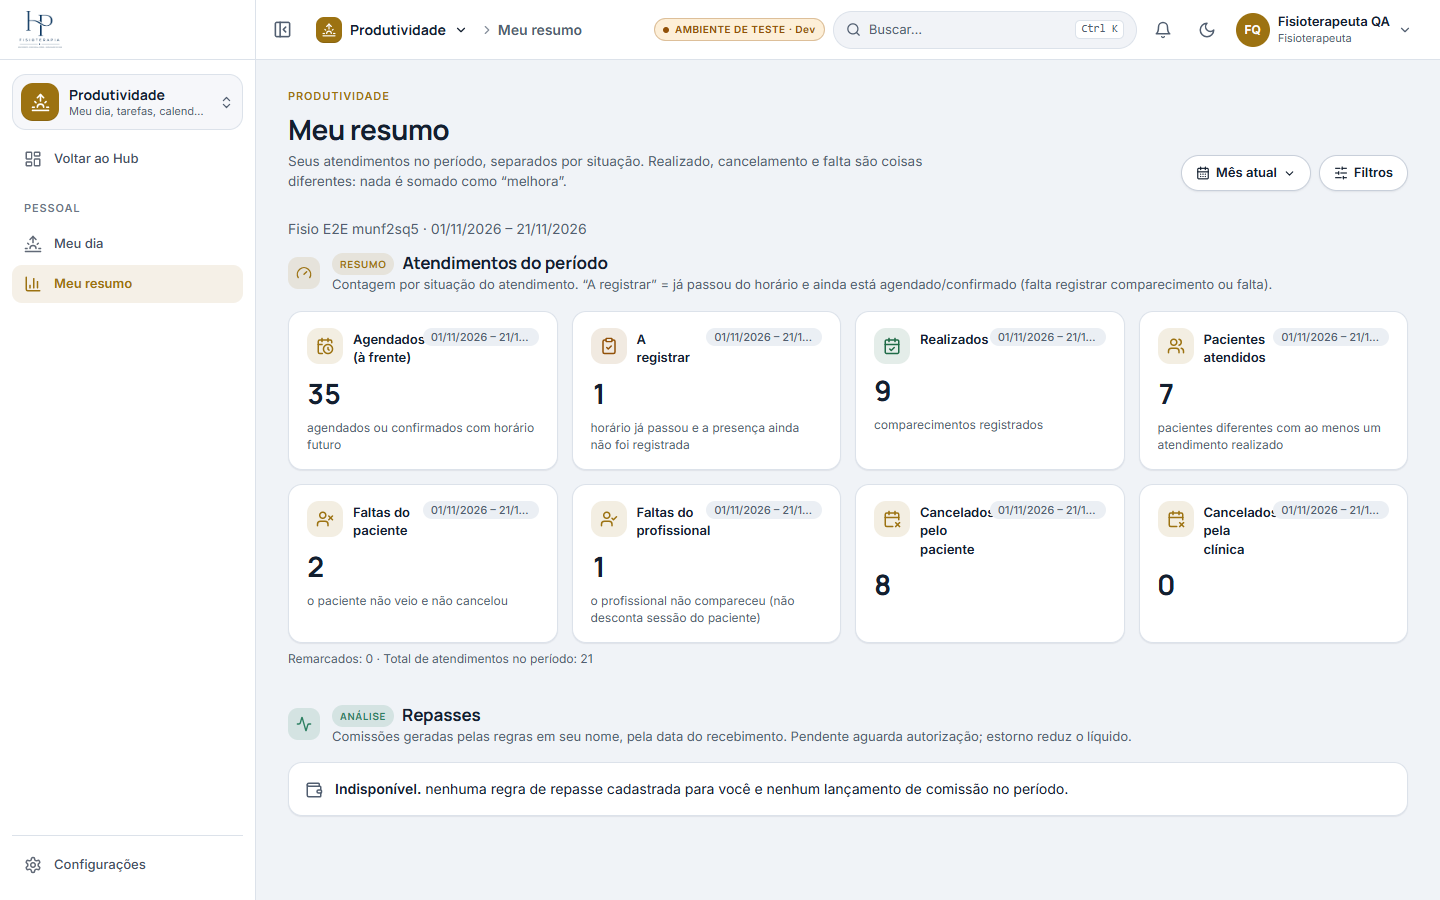 HP
FISIOTERAPIA
Produtividade
Meu resumo
AMBIENTE DE TESTE · Dev
Buscar...
Ctrl K
FQ
Fisioterapeuta QA
Fisioterapeuta
Produtividade
Meu dia, tarefas, calend...
Voltar ao Hub
PESSOAL
Meu dia
Meu resumo
Configurações
PRODUTIVIDADE
Meu resumo
Seus atendimentos no período, separados por situação. Realizado, cancelamento e falta são coisas
diferentes: nada é somado como “melhora”.
Mês atual
Filtros
Fisio E2E munf2sq5 · 01/11/2026 – 21/11/2026
RESUMO
Atendimentos do período
Contagem por situação do atendimento. “A registrar” = já passou do horário e ainda está agendado/confirmado (falta registrar comparecimento ou falta).
Agendados
(à frente)
01/11/2026 – 21/1...
35
agendados ou confirmados com horário
futuro
A
registrar
01/11/2026 – 21/1...
1
horário já passou e a presença ainda
não foi registrada
Realizados
01/11/2026 – 21/1...
9
comparecimentos registrados
Pacientes
atendidos
01/11/2026 – 21/1...
7
pacientes diferentes com ao menos um
atendimento realizado
Faltas do
paciente
01/11/2026 – 21/1...
2
o paciente não veio e não cancelou
Faltas do
profissional
01/11/2026 – 21/1...
1
o profissional não compareceu (não
desconta sessão do paciente)
Cancelados
pelo
paciente
01/11/2026 – 21/1...
8
Cancelados
pela
clínica
01/11/2026 – 21/1...
0
Remarcados: 0 · Total de atendimentos no período: 21
ANÁLISE
Repasses
Comissões geradas pelas regras em seu nome, pela data do recebimento. Pendente aguarda autorização; estorno reduz o líquido.
Indisponível. nenhuma regra de repasse cadastrada para você e nenhum lançamento de comissão no período.